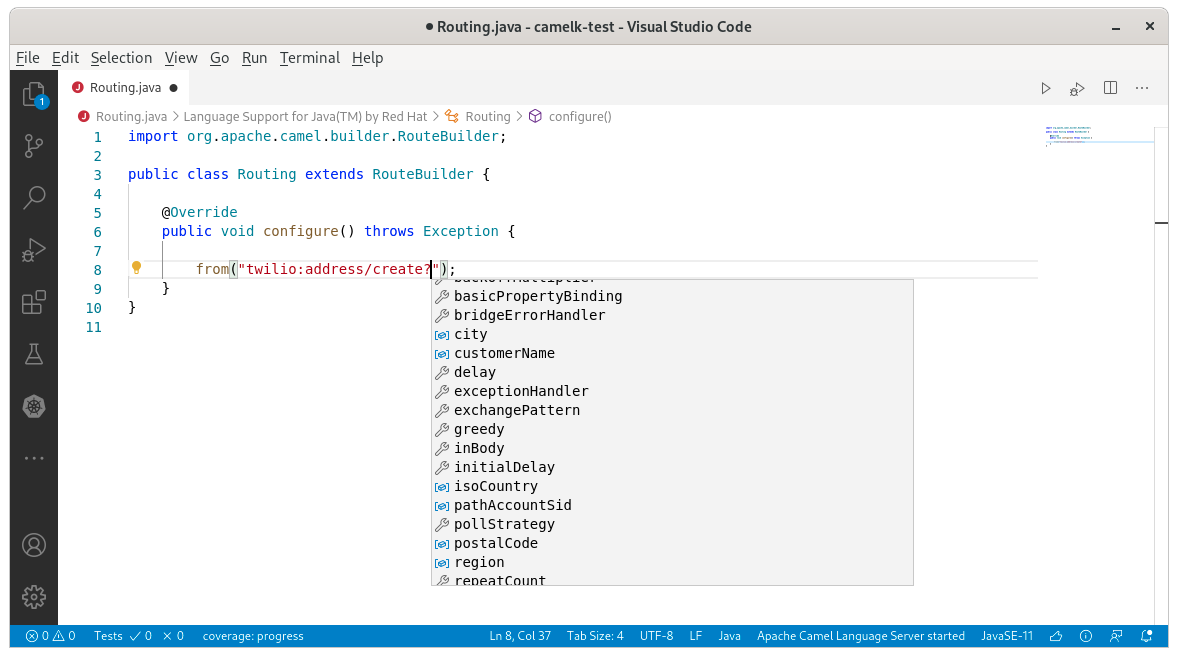 Routing.java - camelk-test - Visual Studio Code
File Edit Selection View Go Run Terminal Help
1
Routing.java
Routing.java > Language Support for Java(TM) by Red Hat > Routing > configure()
1 import org.apache.camel.builder.RouteBuilder;
2
3 public class Routing extends RouteBuilder {
4
5 @Override
6 public void configure() throws Exception {
7
8 from("twilio:address/create?");
9 }
10 }
11
backoffMultiplier
basicPropertyBinding
bridgeErrorHandler
city
customerName
delay
exceptionHandler
exchangePattern
greedy
inBody
initialDelay
isoCountry
pathAccountSid
pollStrategy
postalCode
region
repeatCount
0 0 Tests ✓ 0 × 0 coverage: progress Ln 8, Col 37 Tab Size: 4 UTF-8 LF Java Apache Camel Language Server started JavaSE-11